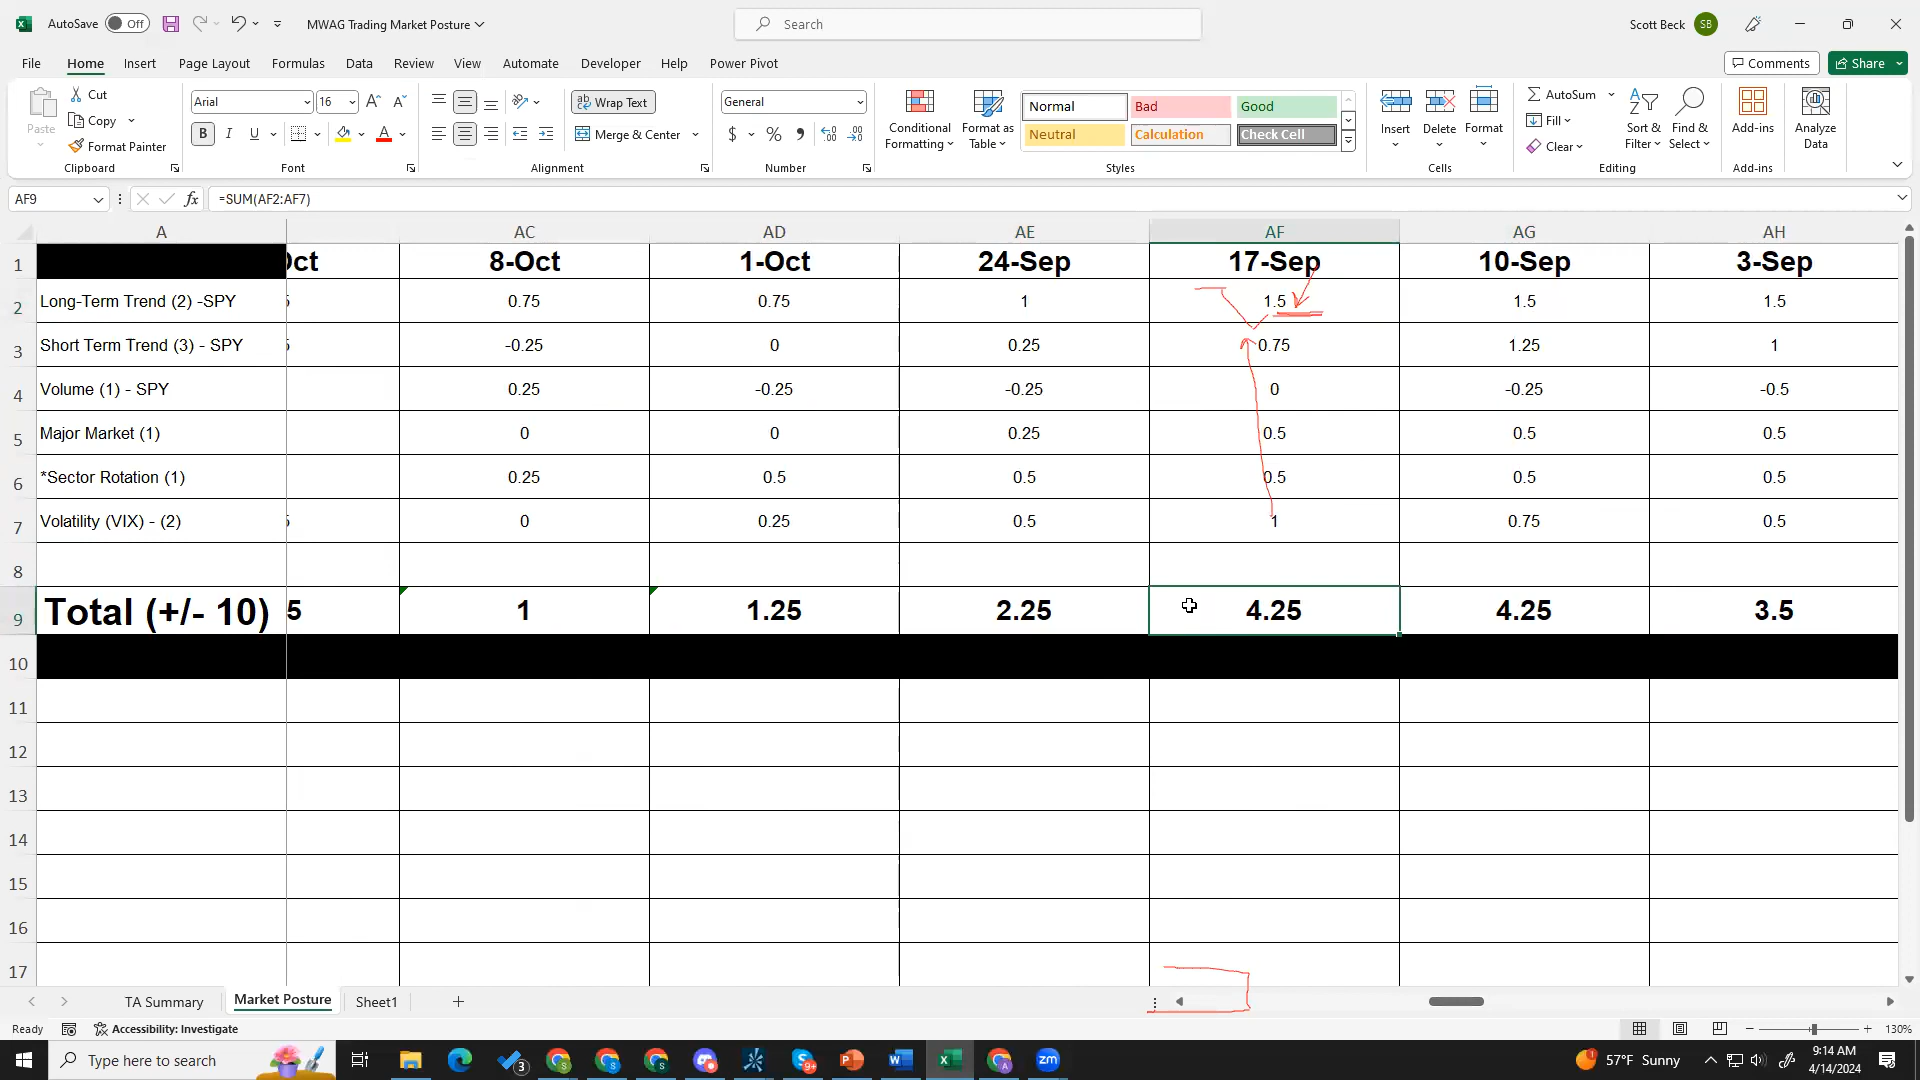 AutoSave Off MWAG Trading Market Posture Search Scott Beck SB
File Home Insert Page Layout Formulas Data Review View Automate Developer Help Power Pivot Comments Share
Paste Cut Copy Format Painter Clipboard
Arial 16 B I U A Font
Wrap Text Merge & Center Alignment
General $ % , Number
Conditional Formatting Format as Table Normal Bad Good Neutral Calculation Check Cell Styles
Insert Delete Format Cells
AutoSum Fill Clear Sort & Filter Find & Select Editing
Add-ins Add-ins
Analyze Data
AF9 fx =SUM(AF2:AF7)
A AC AD AE AF AG AH
1 Oct 8-Oct 1-Oct 24-Sep 17-Sep 10-Sep 3-Sep
2 Long-Term Trend (2) -SPY 5 0.75 0.75 1 1.5 1.5 1.5
3 Short Term Trend (3) - SPY 5 -0.25 0 0.25 0.75 1.25 1
4 Volume (1) - SPY 0.25 -0.25 -0.25 0 -0.25 -0.5
5 Major Market (1) 0 0 0.25 0.5 0.5 0.5
6 *Sector Rotation (1) 0.25 0.5 0.5 0.5 0.5 0.5
7 Volatility (VIX) - (2) 5 0 0.25 0.5 1 0.75 0.5
8
9 Total (+/- 10) 5 1 1.25 2.25 4.25 4.25 3.5
10
11
12
13
14
15
16
17
TA Summary Market Posture Sheet1
Ready Accessibility: Investigate 130%
Type here to search 3 9+ 57°F Sunny 9:14 AM
4/14/2024